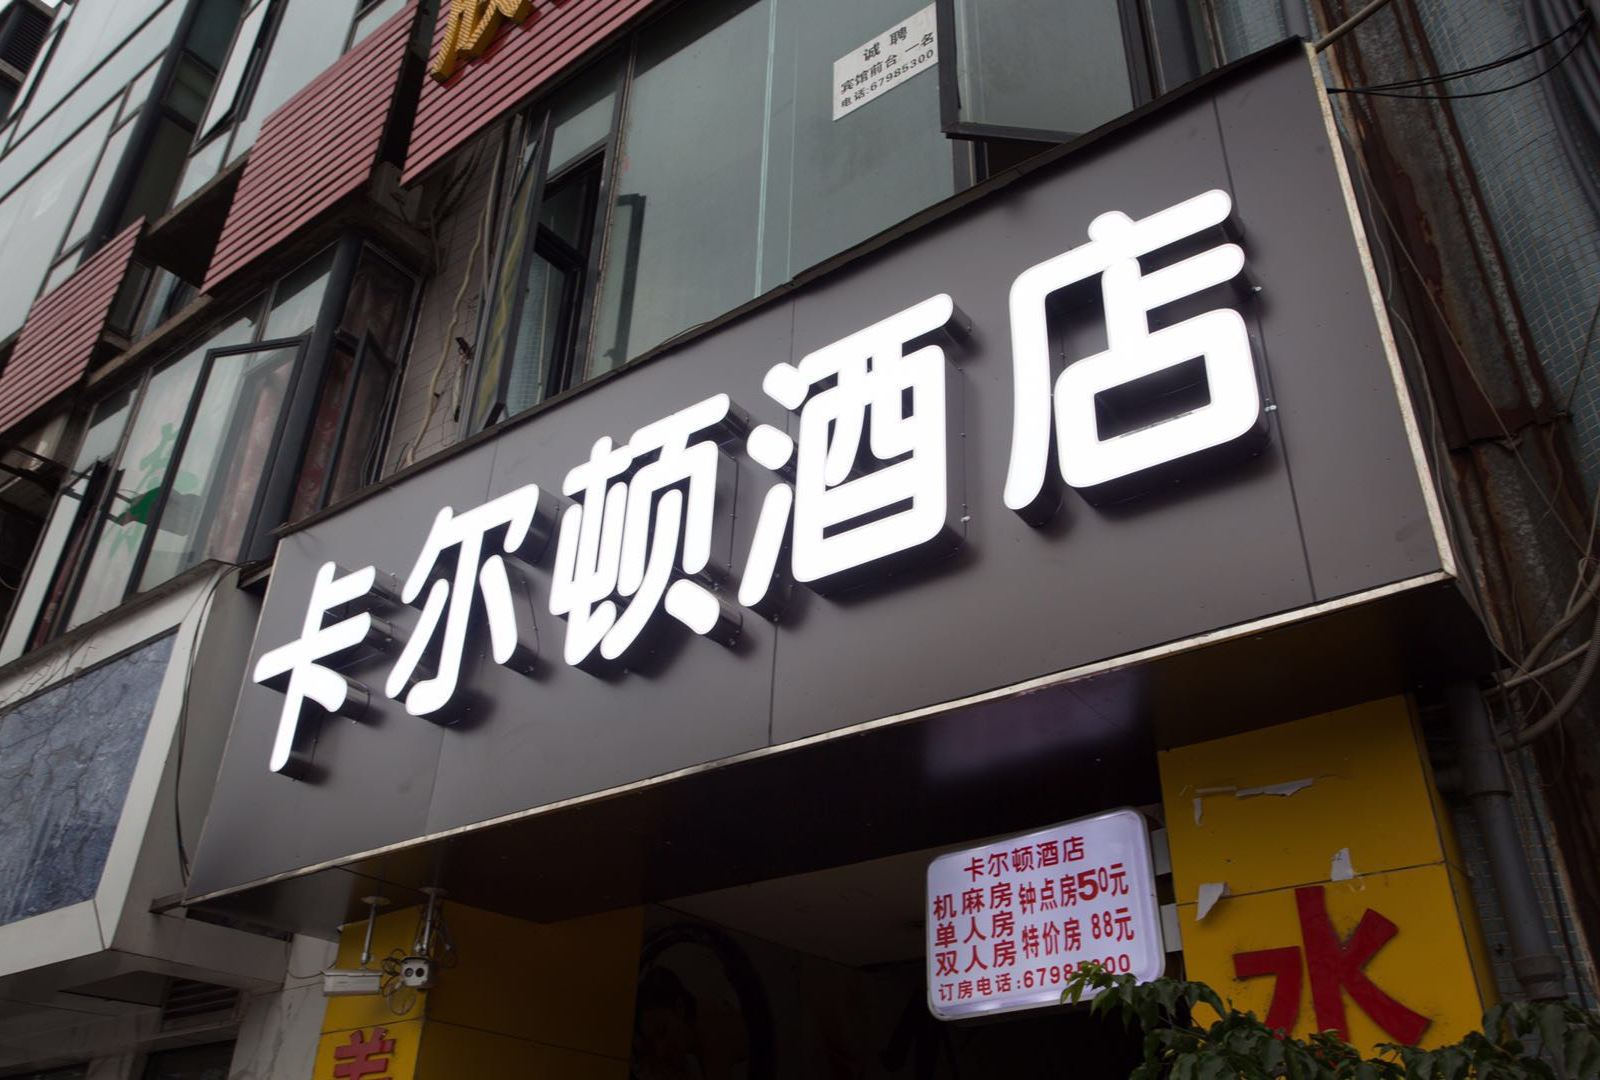 诚聘
宾馆前台一名
电话:67985300
卡尔顿酒店
卡尔顿酒店
机麻房 钟点房50元
单人房
双人房 特价房 88元
订房电话:67985300
水
美